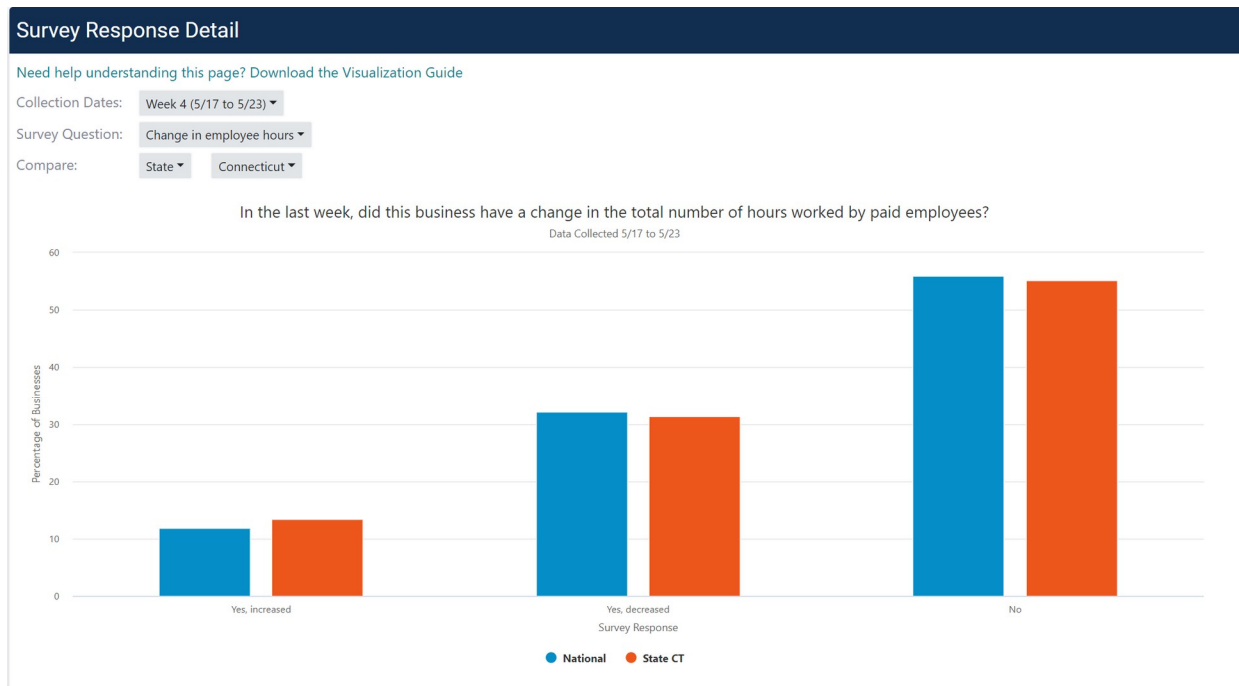 Survey Response Detail
Need help understanding this page? Download the Visualization Guide
Collection Dates: Week 4 (5/17 to 5/23)
Survey Question: Change in employee hours
Compare: State Connecticut
In the last week, did this business have a change in the total number of hours worked by paid employees?
Data Collected 5/17 to 5/23
Percentage of Businesses
60
50
40
30
20
10
0
Yes, increased Yes, decreased No
Survey Response
National State CT